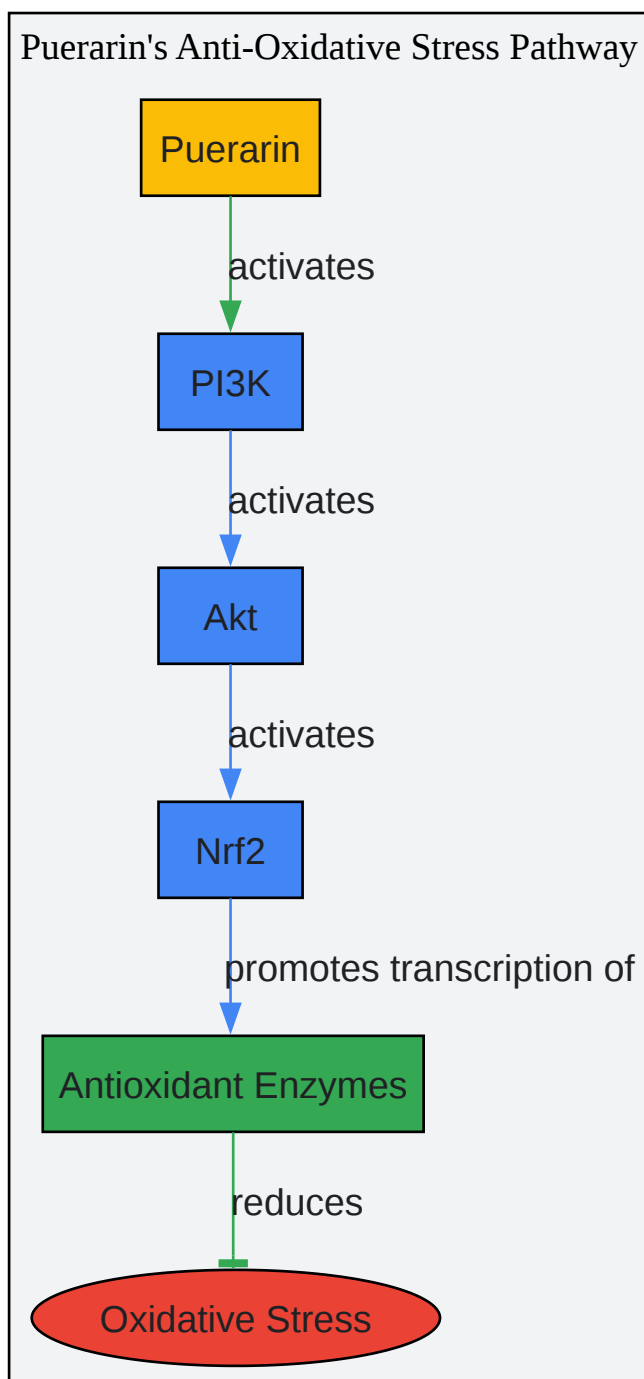 Puerarin's Anti-Oxidative Stress Pathway
Puerarin
activates
PI3K
activates
Akt
activates
Nrf2
promotes transcription of
Antioxidant Enzymes
reduces
Oxidative Stress